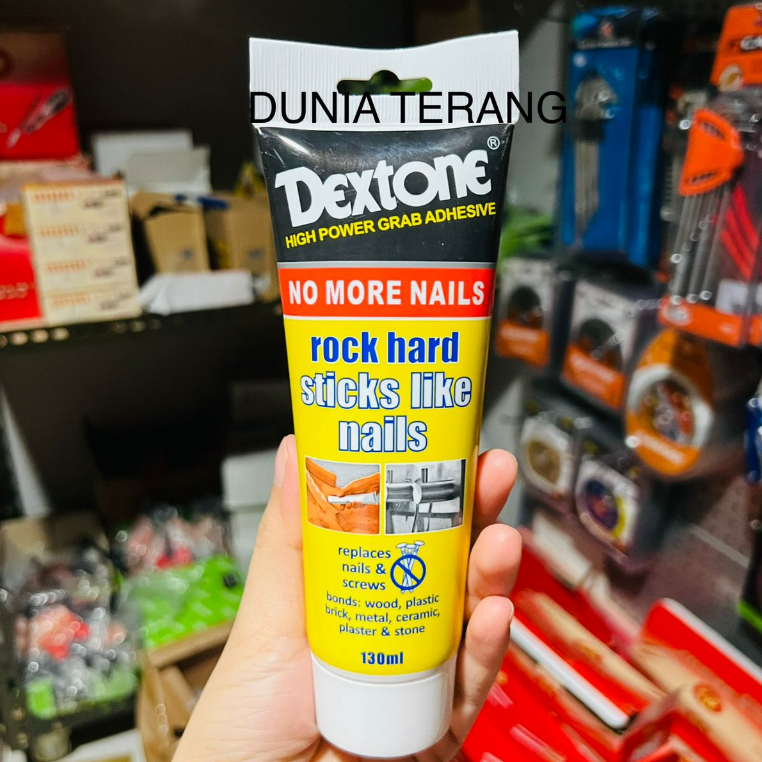 DUNIA TERANG
DEXTONE®
HIGH POWER GRAB ADHESIVE
NO MORE NAILS
rock hard
sticks like
nails
replaces
nails &
screws
bonds: wood, plastic
brick, metal, ceramic,
plaster & stone
130ml